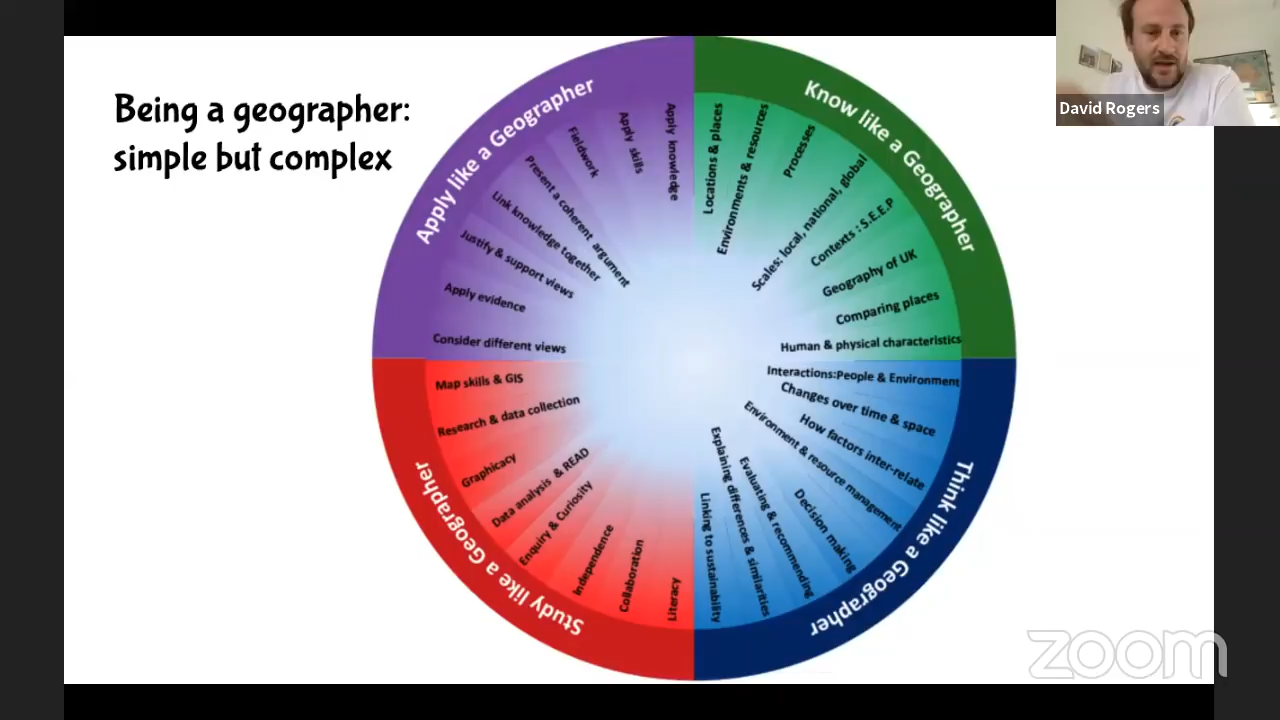 Being a geographer:
simple but complex
David Rogers
Apply like a Geographer
Apply knowledge
Apply skills
Fieldwork
Present a coherent argument
Link knowledge together
Justify & support views
Apply evidence
Consider different views
Know like a Geographer
Locations & places
Environments & resources
Processes
Scales: local, national, global
Contexts : S.E.E.P
Geography of UK
Comparing places
Human & physical characteristics
Think like a Geographer
Interactions:People & Environment
Changes over time & space
How factors inter-relate
Environment & resource management
Decision making
Evaluating & recommending
Explaining differences & similarities
Linking to sustainability
Study like a Geographer
Map skills & GIS
Research & data collection
Graphicacy
Data analysis & READ
Enquiry & Curiosity
Independence
Collaboration
Literacy
zoom